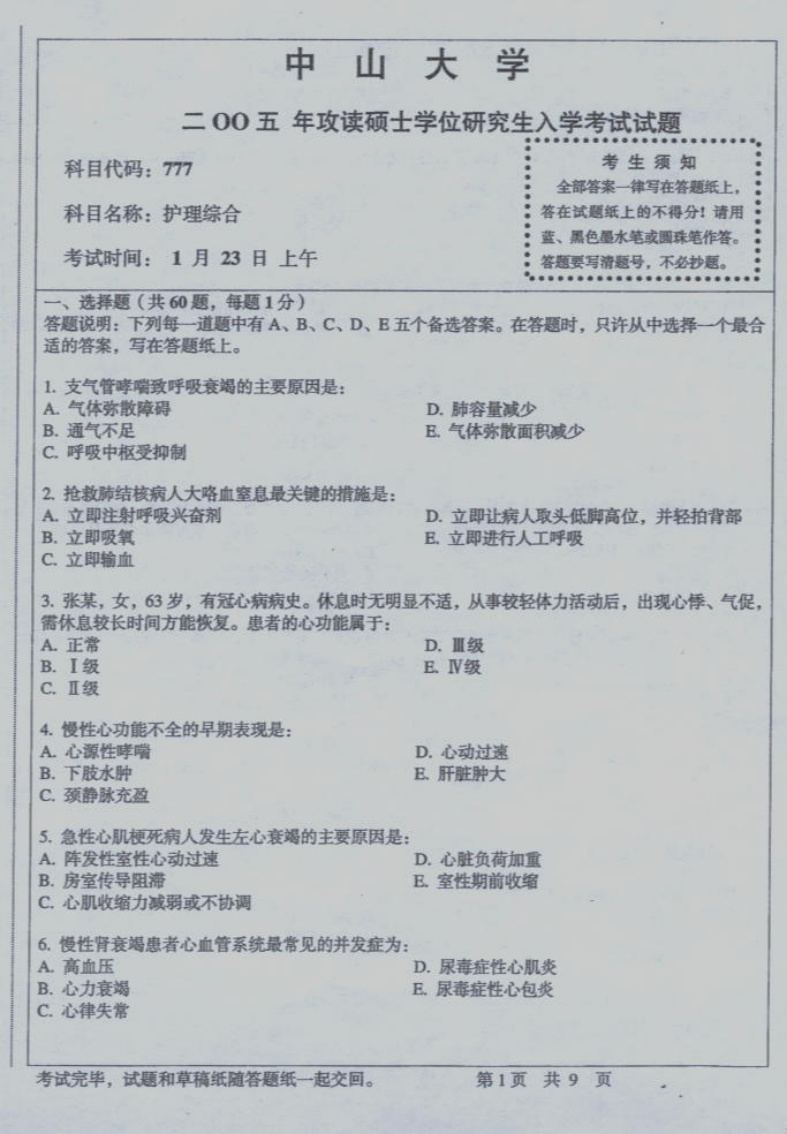 中山大学
二OO五 年攻读硕士学位研究生入学考试试题
科目代码：777
科目名称：护理综合
考试时间： 1 月 23 日 上午
考 生 须 知
全部答案一律写在答题纸上，
答在试题纸上的不得分！请用
蓝、黑色墨水笔或圆珠笔作答。
答题要写清题号，不必抄题。
一、选择题（共 60 题，每题 1 分）
答题说明：下列每一道题中有 A、B、C、D、E 五个备选答案。在答题时，只许从中选择一个最合
适的答案，写在答题纸上。
1. 支气管哮喘致呼吸衰竭的主要原因是：
A. 气体弥散障碍
B. 通气不足
C. 呼吸中枢受抑制
D. 肺容量减少
E. 气体弥散面积减少
2. 抢救肺结核病人大咯血窒息最关键的措施是：
A. 立即注射呼吸兴奋剂
B. 立即吸氧
C. 立即输血
D. 立即让病人取头低脚高位，并轻拍背部
E. 立即进行人工呼吸
3. 张某，女，63 岁，有冠心病病史。休息时无明显不适，从事较轻体力活动后，出现心悸、气促，
需休息较长时间方能恢复。患者的心功能属于：
A. 正常
B. Ⅰ级
C. Ⅱ级
D. Ⅲ级
E. Ⅳ级
4. 慢性心功能不全的早期表现是：
A. 心源性哮喘
B. 下肢水肿
C. 颈静脉充盈
D. 心动过速
E. 肝脏肿大
5. 急性心肌梗死病人发生左心衰竭的主要原因是：
A. 阵发性室性心动过速
B. 房室传导阻滞
C. 心肌收缩力减弱或不协调
D. 心脏负荷加重
E. 室性期前收缩
6. 慢性肾衰竭患者心血管系统最常见的并发症为：
A. 高血压
B. 心力衰竭
C. 心律失常
D. 尿毒症性心肌炎
E. 尿毒症性心包炎
考试完毕，试题和草稿纸随答题纸一起交回。 第 1 页 共 9 页